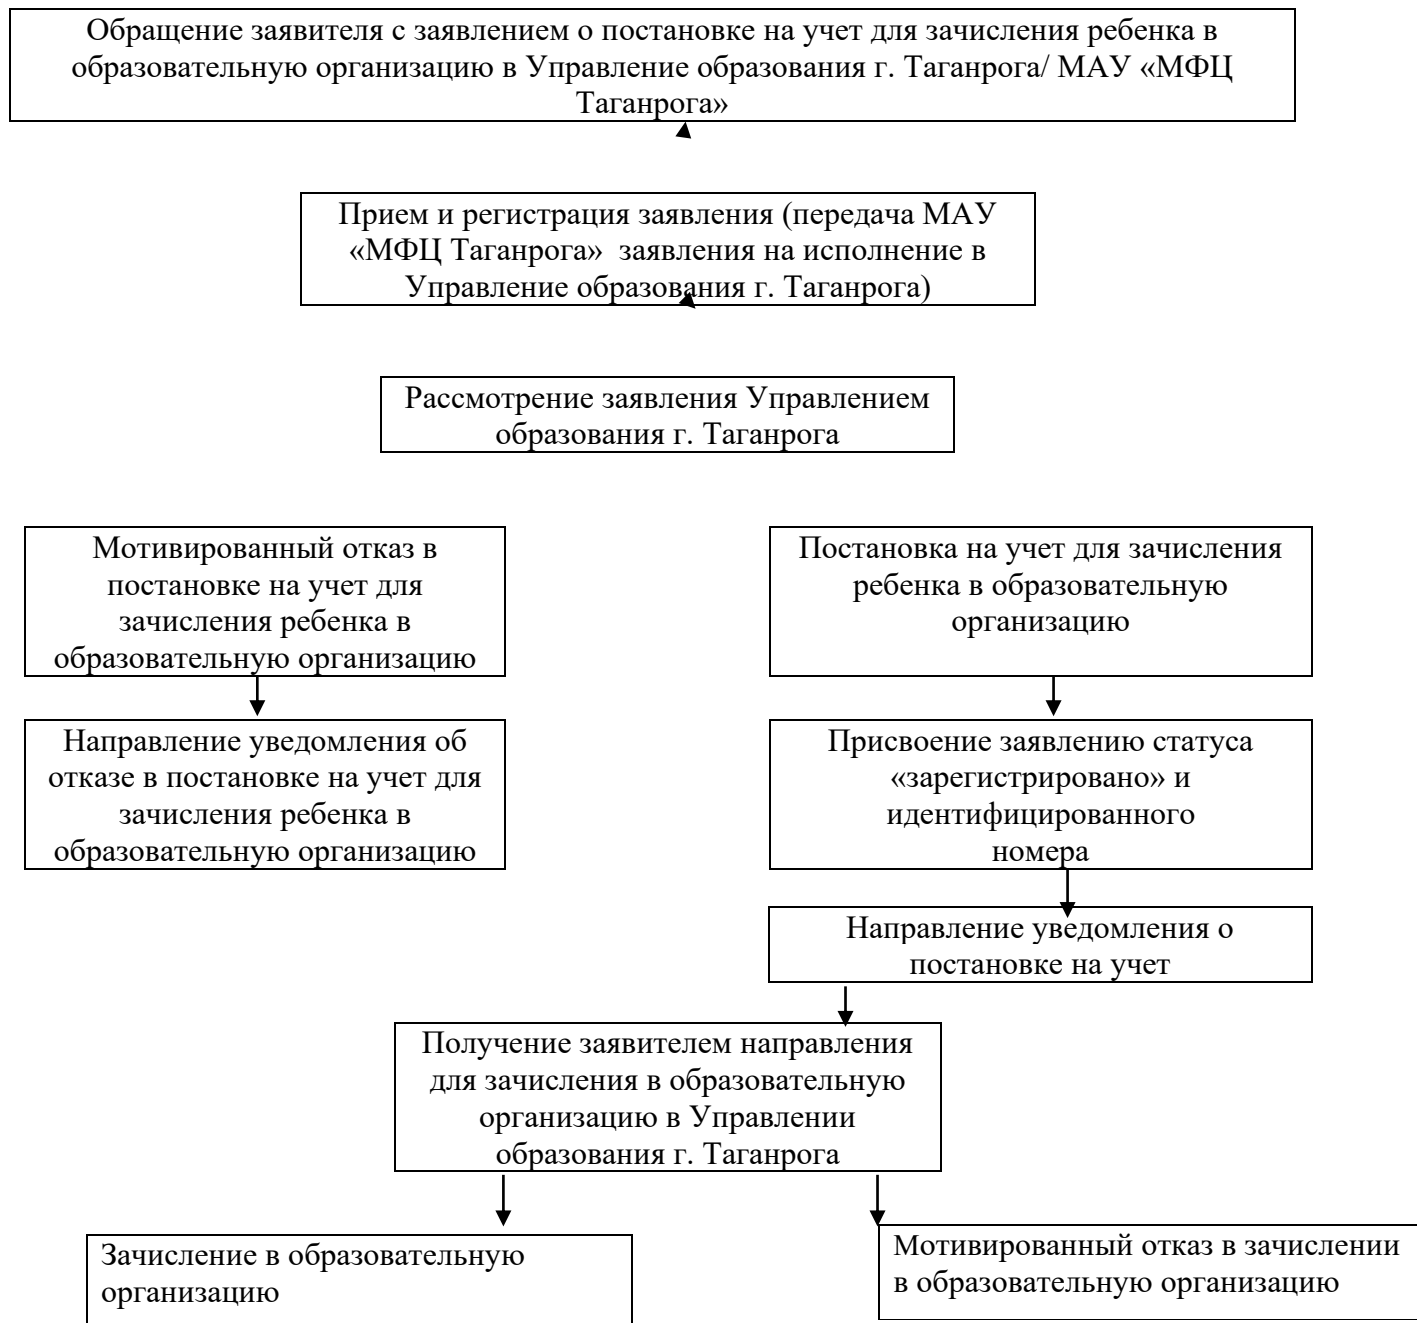 Обращение заявителя с заявлением о постановке на учет для зачисления ребенка в
образовательную организацию в Управление образования г. Таганрога/ МАУ «МФЦ
Таганрога»
Прием и регистрация заявления (передача МАУ
«МФЦ Таганрога» заявления на исполнение в
Управление образования г. Таганрога)
Рассмотрение заявления Управлением
образования г. Таганрога
Мотивированный отказ в
постановке на учет для
зачисления ребенка в
образовательную организацию
Постановка на учет для зачисления
ребенка в образовательную
организацию
Направление уведомления об
отказе в постановке на учет для
зачисления ребенка в
образовательную организацию
Присвоение заявлению статуса
«зарегистрировано» и
идентифицированного
номера
Направление уведомления о
постановке на учет
Получение заявителем направления
для зачисления в образовательную
организацию в Управлении
образования г. Таганрога
Зачисление в образовательную
организацию
Мотивированный отказ в зачислении
в образовательную организацию